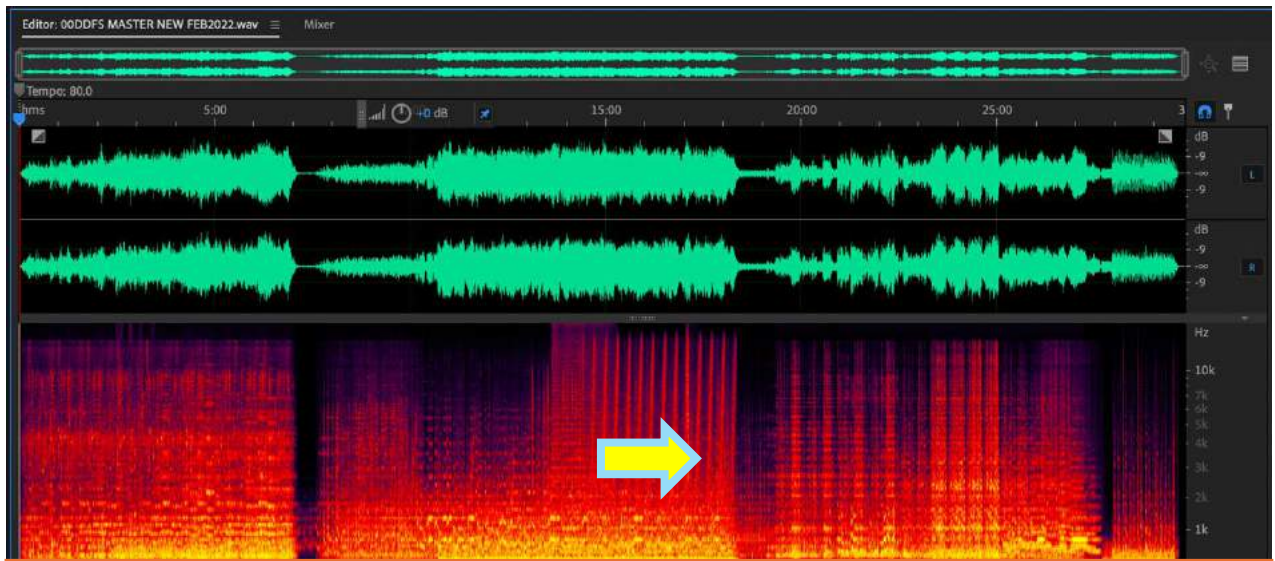 Editor: 00DDFS MASTER NEW FEB2022.wav Mixer
Tempo: 80.0
hms 5:00 +0 dB 15:00 20:00 25:00 3
dB
-9
-∞
-9
L
dB
-9
-∞
-9
R
Hz
10k
7k
6k
5k
4k
3k
2k
1k